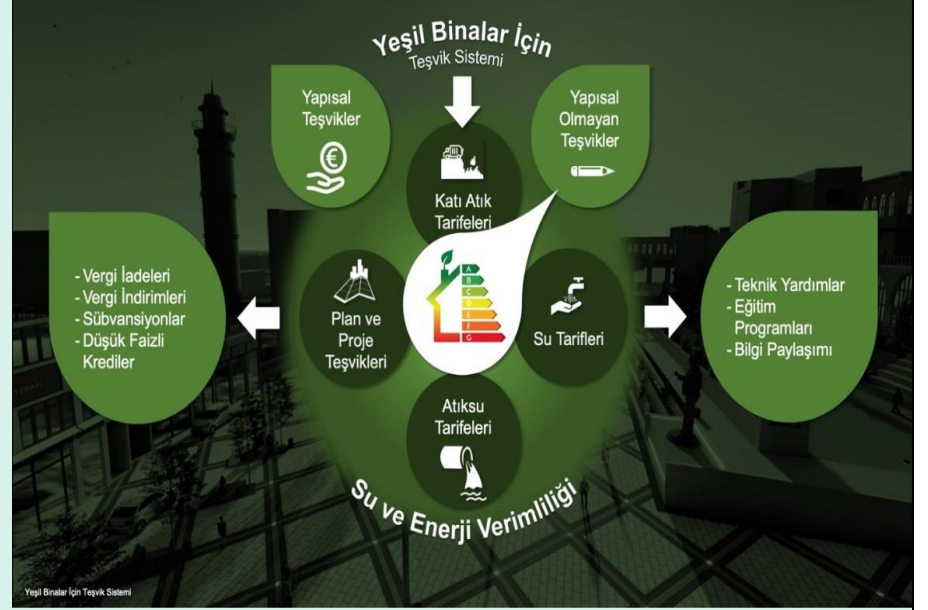 Yeşil Binalar İçin
Teşvik Sistemi
Yapısal
Teşvikler
Yapısal
Olmayan
Teşvikler
Katı Atık
Tarifeleri
- Vergi İadeleri
- Vergi İndirimleri
- Sübvansiyonlar
- Düşük Faizli
Krediler
Plan ve
Proje
Teşvikleri
A
B
C
D
E
F
G
Su Tarifleri
- Teknik Yardımlar
- Eğitim
Programları
- Bilgi Paylaşımı
Atıksu
Tarifeleri
Su ve Enerji Verimliliği
Yeşil Binalar İçin Teşvik Sistemi